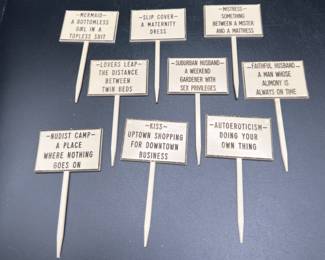 ~MERMAID~
A BOTTOMLESS
GIRL IN A
TOPLESS SUIT
~SLIP COVER~
A MATERNITY
DRESS
~MISTRESS~
SOMETHING
BETWEEN A MISTER
AND A MATTRESS
~LOVERS LEAP~
THE DISTANCE
BETWEEN
TWIN BEDS
~SUBURBAN HUSBAND~
A WEEKEND
GARDENER WITH
SEX PRIVILEGES
~FAITHFUL HUSBAND~
A MAN WHOSE
ALIMONY IS
ALWAYS ON TIME
~NUDIST CAMP~
A PLACE
WHERE NOTHING
GOES ON
~KISS~
UPTOWN SHOPPING
FOR DOWNTOWN
BUSINESS
~AUTOEROTICISM~
DOING YOUR
OWN THING